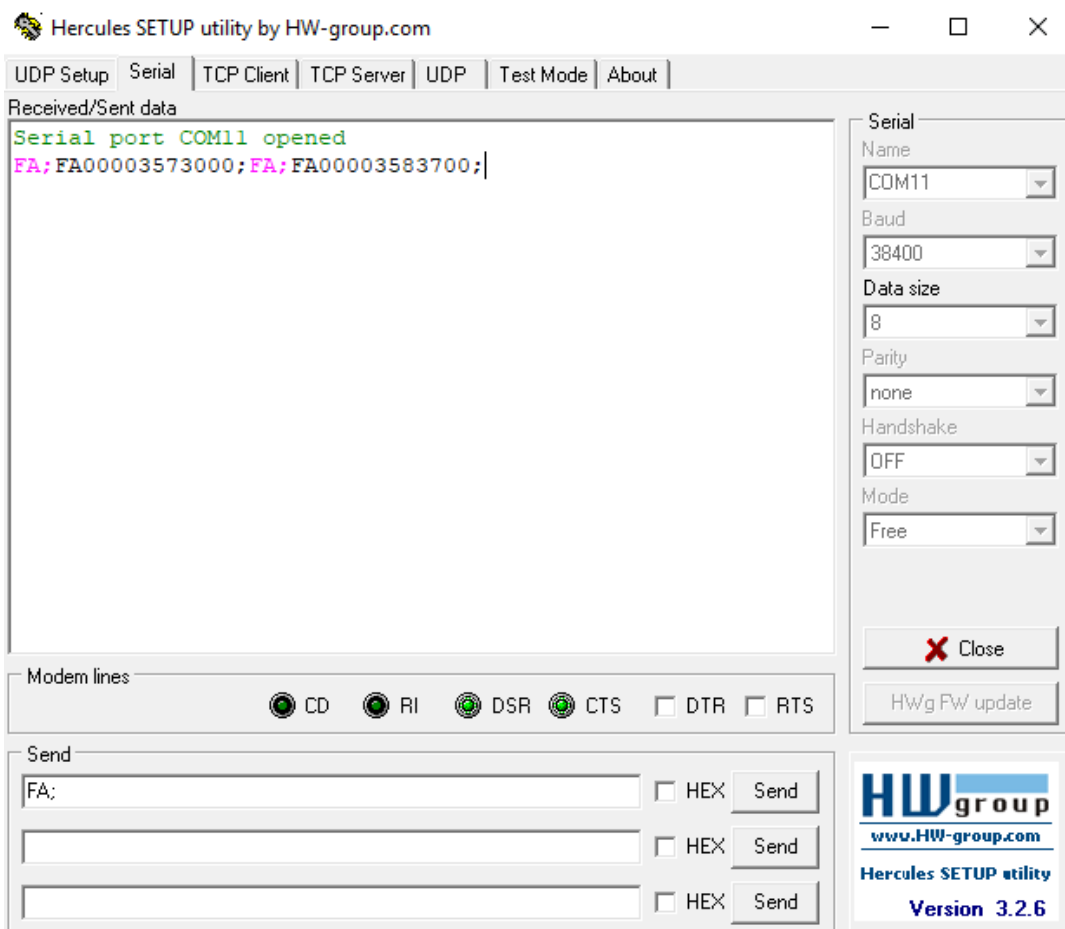 Hercules SETUP utility by HW-group.com
UDP Setup Serial TCP Client TCP Server UDP Test Mode About
Received/Sent data
Serial port COM11 opened
FA;FA00003573000;FA;FA00003583700;
Serial
Name
COM11
Baud
38400
Data size
8
Parity
none
Handshake
OFF
Mode
Free
Close
HWg FW update
Modem lines
CD RI DSR CTS DTR RTS
Send
FA; HEX Send
HEX Send
HEX Send
HW group
www.HW-group.com
Hercules SETUP utility
Version 3.2.6